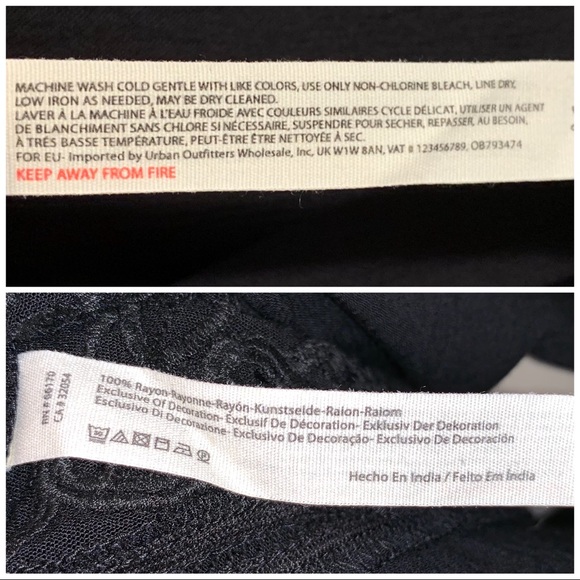 MACHINE WASH COLD GENTLE WITH LIKE COLORS, USE ONLY NON-CHLORINE BLEACH, LINE DRY,
LOW IRON AS NEEDED, MAY BE DRY CLEANED.
LAVER À LA MACHINE À L'EAU FROIDE AVEC COULEURS SIMILAIRES CYCLE DÉLICAT, UTILISER UN AGENT
DE BLANCHIMENT SANS CHLORE SI NÉCESSAIRE, SUSPENDRE POUR SECHER, REPASSER, AU BESOIN,
À TRÉS BASSE TEMPÉRATURE, PEUT-ÊTRE ÊTRE NETTOYÉE À SEC.
FOR EU- Imported by Urban Outfitters Wholesale, Inc, UK W1W 8AN, VAT # 123456789, OB793474
KEEP AWAY FROM FIRE
RN # 66170
CA # 32054
100% Rayon-Rayonne-Rayón-Kunstseide-Raion-Raiom
Exclusive Of Decoration- Exclusif De Décoration- Exklusiv Der Dekoration
Esclusivo Di Decorazione- Exclusivo De Decoração- Exclusivo De Decoración
Hecho En India / Feito Em Índia